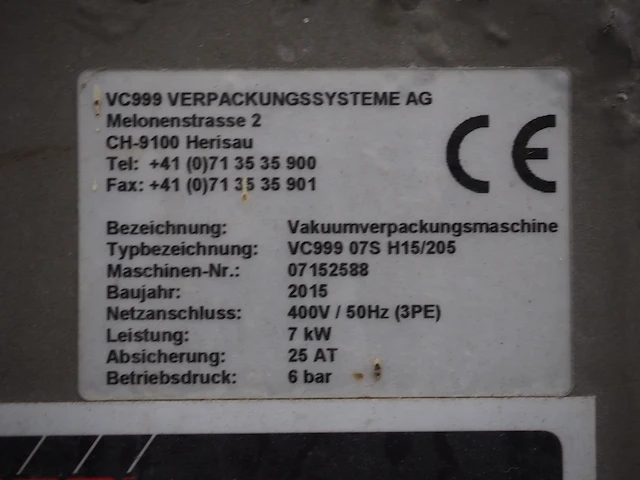 VC999 VERPACKUNGSSYSTEME AG
Melonenstrasse 2
CH-9100 Herisau
Tel: +41 (0)71 35 35 900
Fax: +41 (0)71 35 35 901
CE
Bezeichnung: Vakuumverpackungsmaschine
Typbezeichnung: VC999 07S H15/205
Maschinen-Nr.: 07152588
Baujahr: 2015
Netzanschluss: 400V / 50Hz (3PE)
Leistung: 7 kW
Absicherung: 25 AT
Betriebsdruck: 6 bar